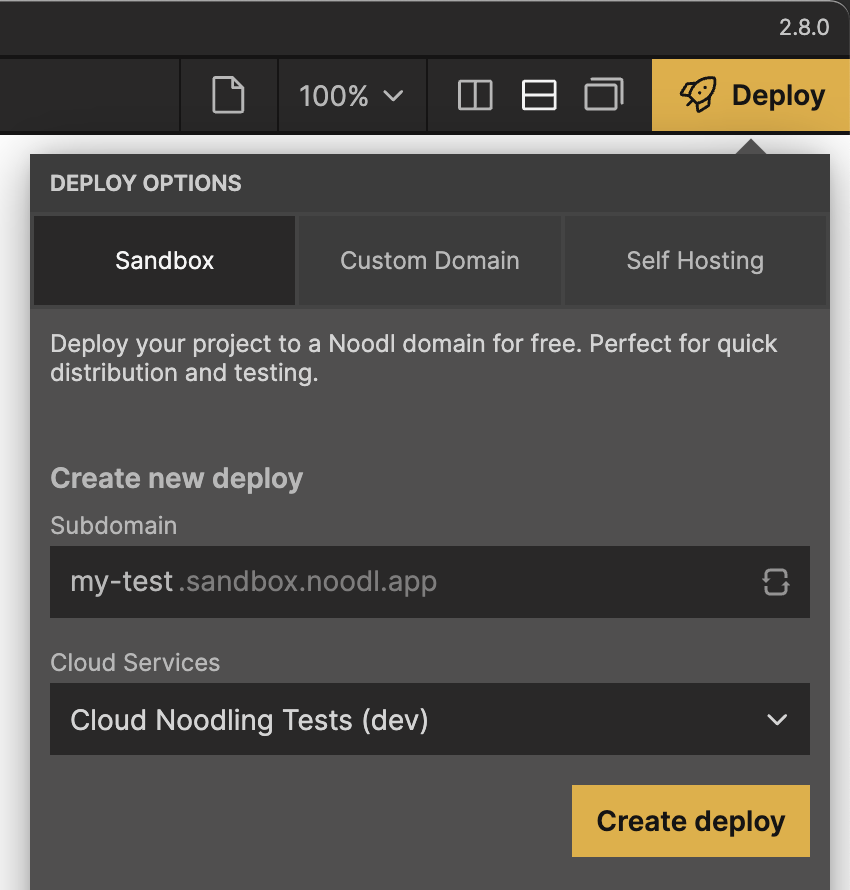 2.8.0
100%
Deploy
DEPLOY OPTIONS
Sandbox
Custom Domain
Self Hosting
Deploy your project to a Noodl domain for free. Perfect for quick
distribution and testing.
Create new deploy
Subdomain
my-test.sandbox.noodl.app
Cloud Services
Cloud Noodling Tests (dev)
Create deploy